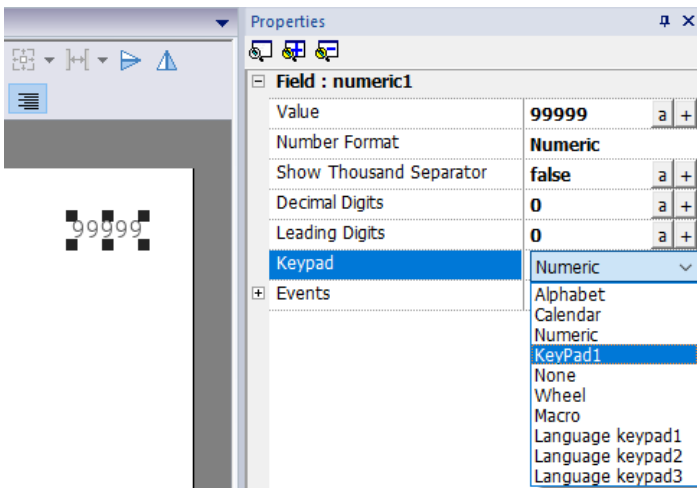 Properties
Field : numeric1
Value 99999 a +
Number Format Numeric
Show Thousand Separator false a +
Decimal Digits 0 a +
Leading Digits 0 a +
Keypad Numeric
Events
Alphabet
Calendar
Numeric
KeyPad1
None
Wheel
Macro
Language keypad1
Language keypad2
Language keypad3
99999